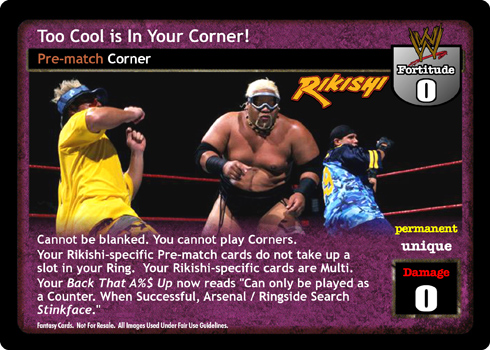 Too Cool is In Your Corner!
Pre-match Corner
W
Fortitude
0
RIKISHI
permanent
unique
Cannot be blanked. You cannot play Corners.
Your Rikishi-specific Pre-match cards do not take up a
slot in your Ring. Your Rikishi-specific cards are Multi.
Your Back That A%$ Up now reads "Can only be played as
a Counter. When Successful, Arsenal / Ringside Search
Stinkface."
Damage
0
Fantasy Cards. Not For Resale. All Images Used Under Fair Use Guidelines.